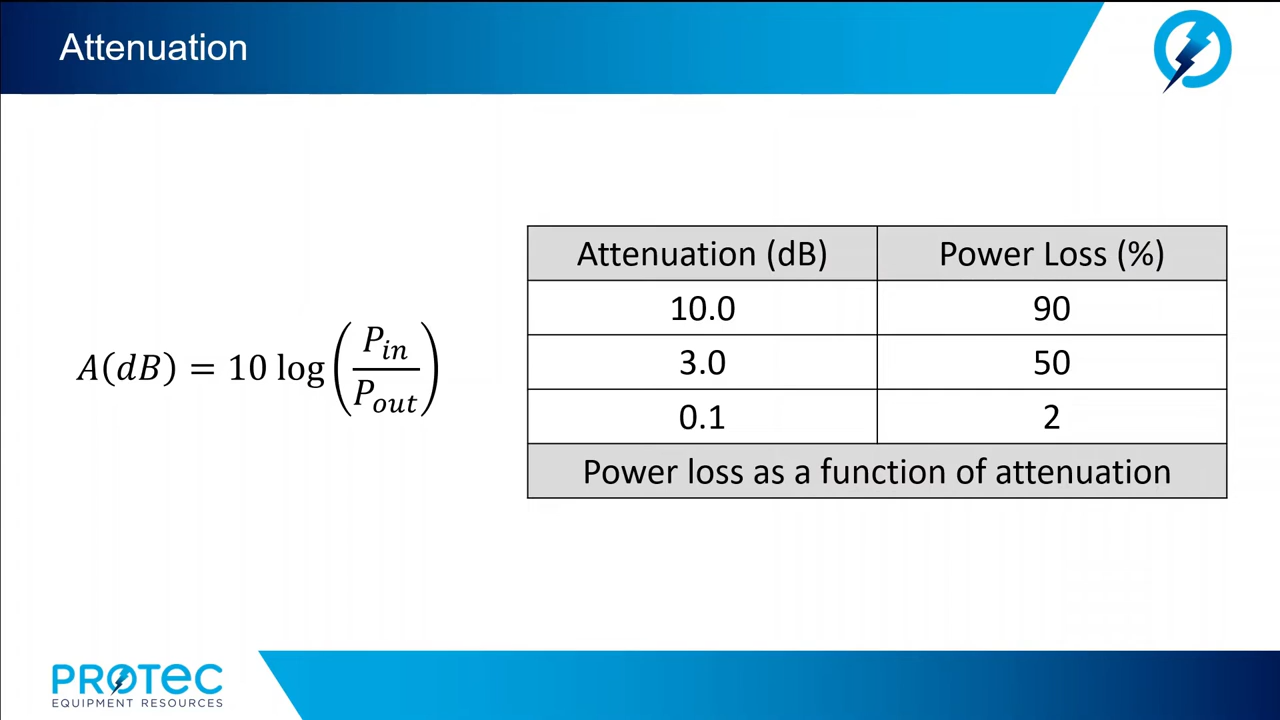 Attenuation
A(dB) = 10 log(P_in/P_out)
Attenuation (dB) Power Loss (%)
10.0 90
3.0 50
0.1 2
Power loss as a function of attenuation
PROTEC
EQUIPMENT RESOURCES